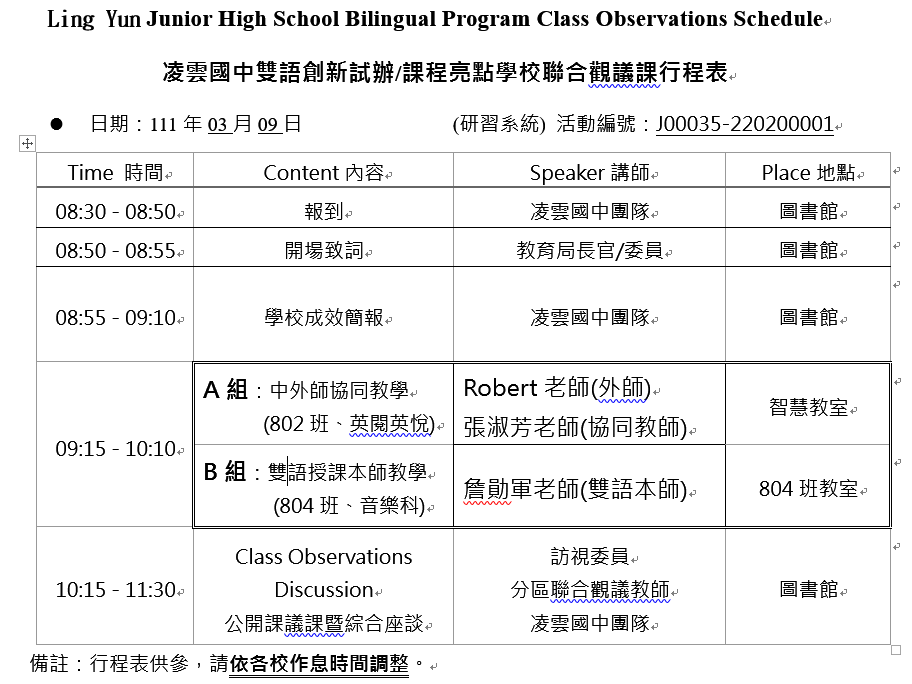 Ling Yun Junior High School Bilingual Program Class Observations Schedule
凌雲國中雙語創新試辦/課程亮點學校聯合觀議課行程表
● 日期：111 年 03 月 09 日 (研習系統) 活動編號：J00035-220200001
Time 時間 Content 內容 Speaker 講師 Place 地點
08:30 - 08:50 報到 凌雲國中團隊 圖書館
08:50 - 08:55 開場致詞 教育局長官/委員 圖書館
08:55 - 09:10 學校成效簡報 凌雲國中團隊 圖書館
09:15 - 10:10
A 組：中外師協同教學
(802 班、英閱英悅)
Robert 老師(外師)
張淑芳老師(協同教師)
智慧教室
B 組：雙語授課本師教學
(804 班、音樂科)
詹勛軍老師(雙語本師)
804 班教室
10:15 - 11:30
Class Observations
Discussion
公開課議課暨綜合座談
訪視委員
分區聯合觀議教師
凌雲國中團隊
圖書館
備註：行程表供參，請依各校作息時間調整。